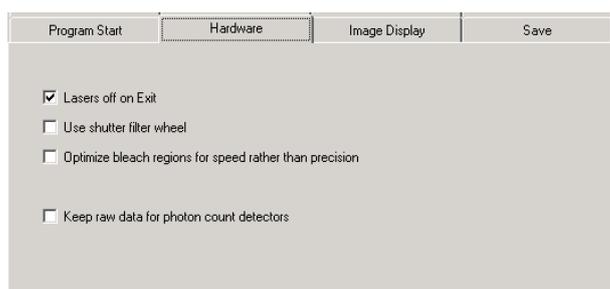 Program Start Hardware Image Display Save
Lasers off on Exit
Use shutter filter wheel
Optimize bleach regions for speed rather than precision
Keep raw data for photon count detectors